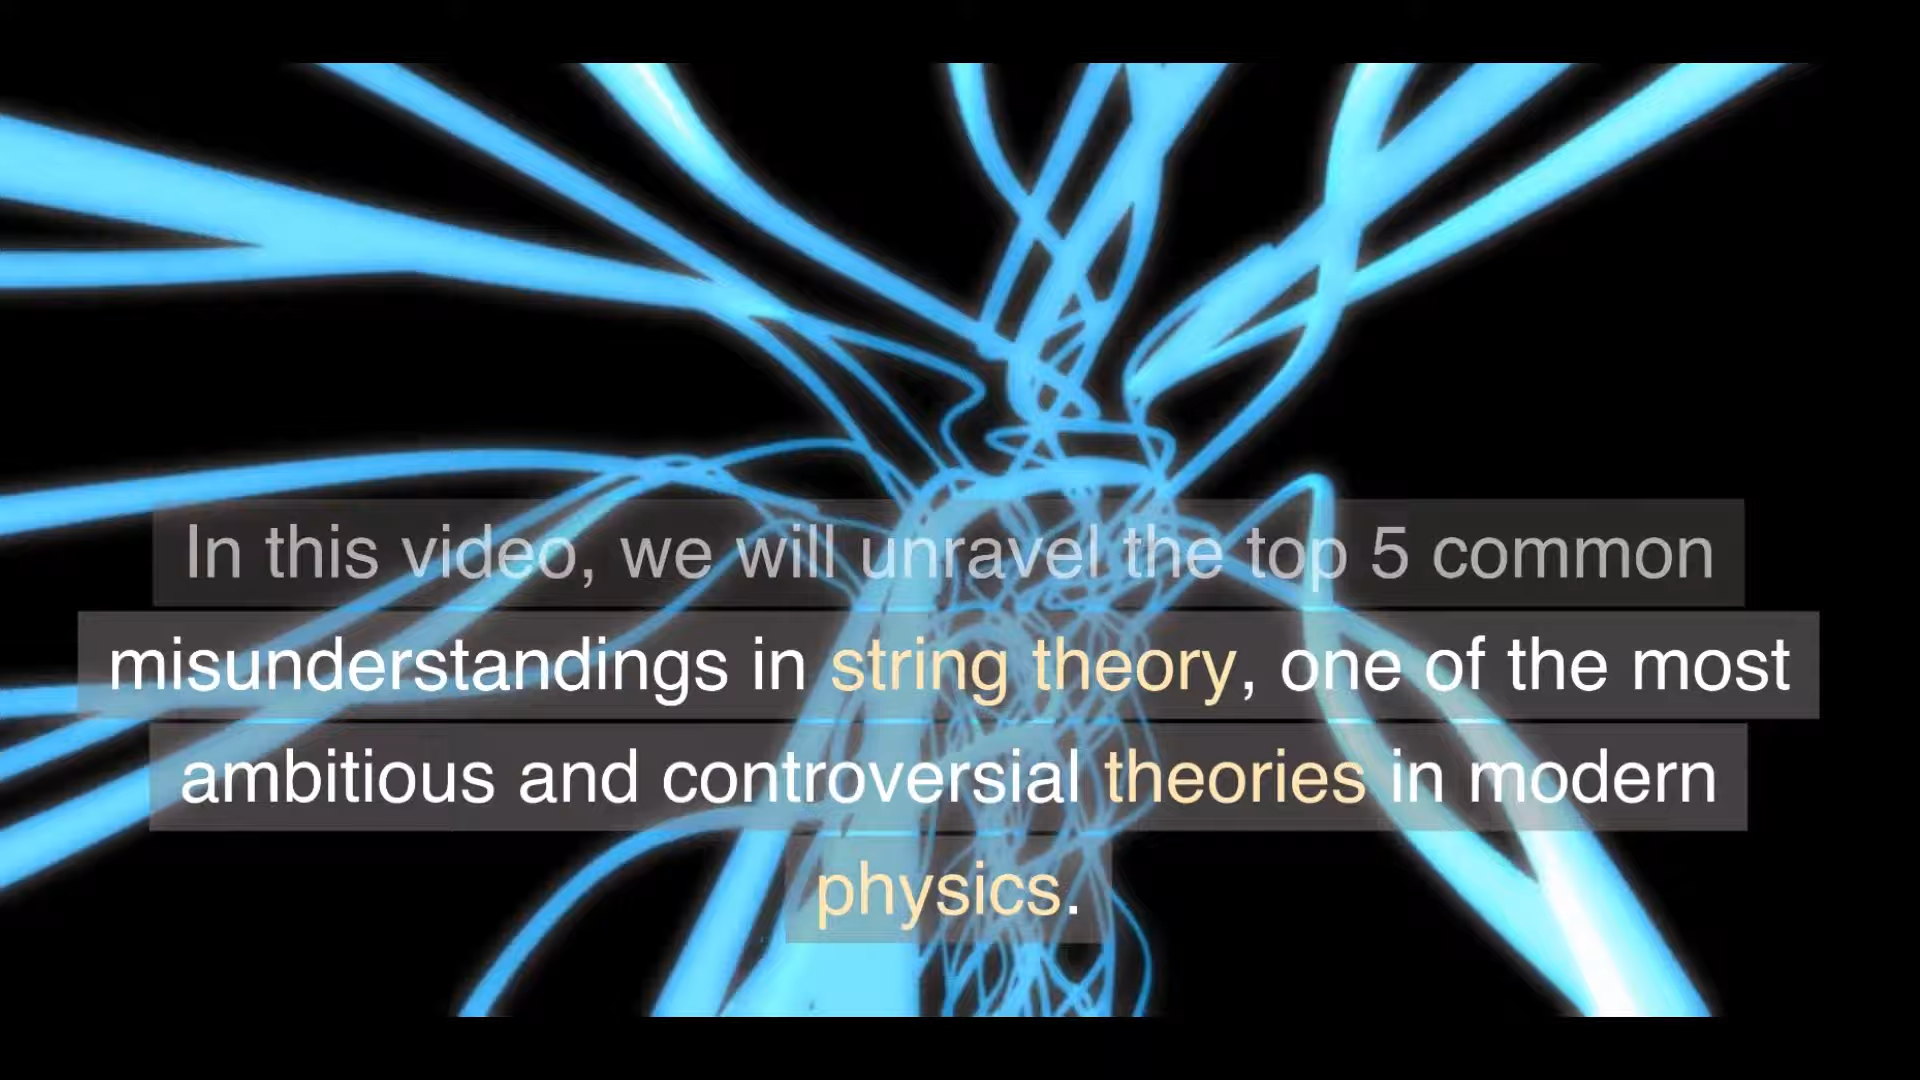 In this video, we will unravel the top 5 common
misunderstandings in string theory, one of the most
ambitious and controversial theories in modern
physics.